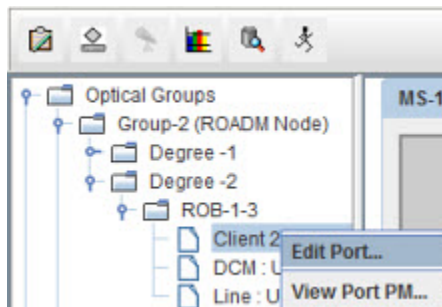 Optical Groups
MS-1
Group-2 (ROADM Node)
Degree -1
Degree -2
ROB-1-3
Client 2
Edit Port...
DCM : U
View Port PM...
Line : U